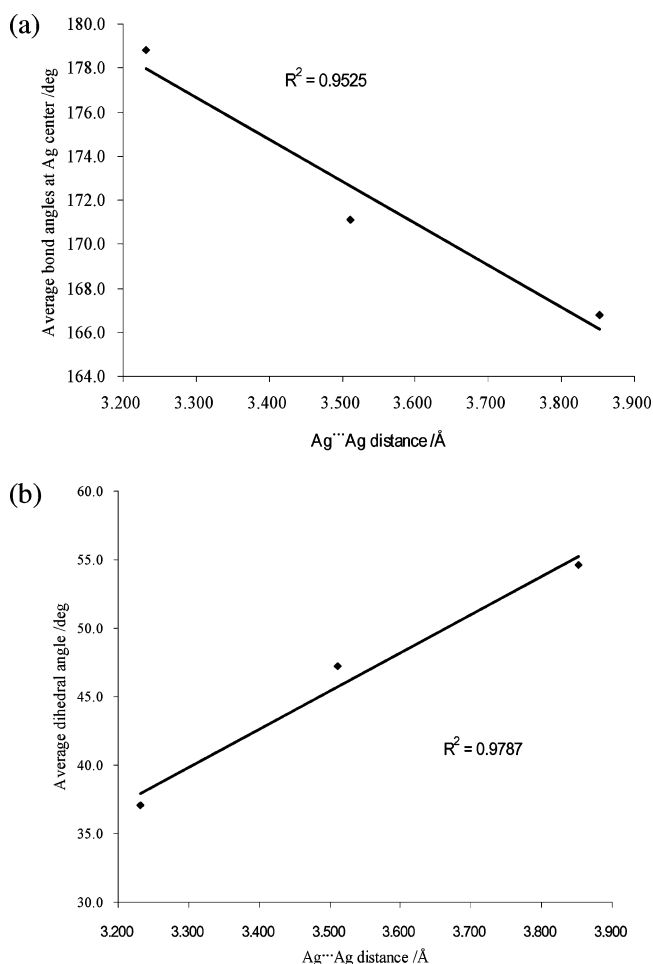 (a)
180.0
178.0
176.0
174.0
172.0
170.0
168.0
166.0
164.0
Average bond angles at Ag center /deg
R² = 0.9525
3.200 3.300 3.400 3.500 3.600 3.700 3.800 3.900
Ag···Ag distance /Å
(b)
60.0
55.0
50.0
45.0
40.0
35.0
30.0
Average dihedral angle /deg
R² = 0.9787
3.200 3.300 3.400 3.500 3.600 3.700 3.800 3.900
Ag···Ag distance /Å